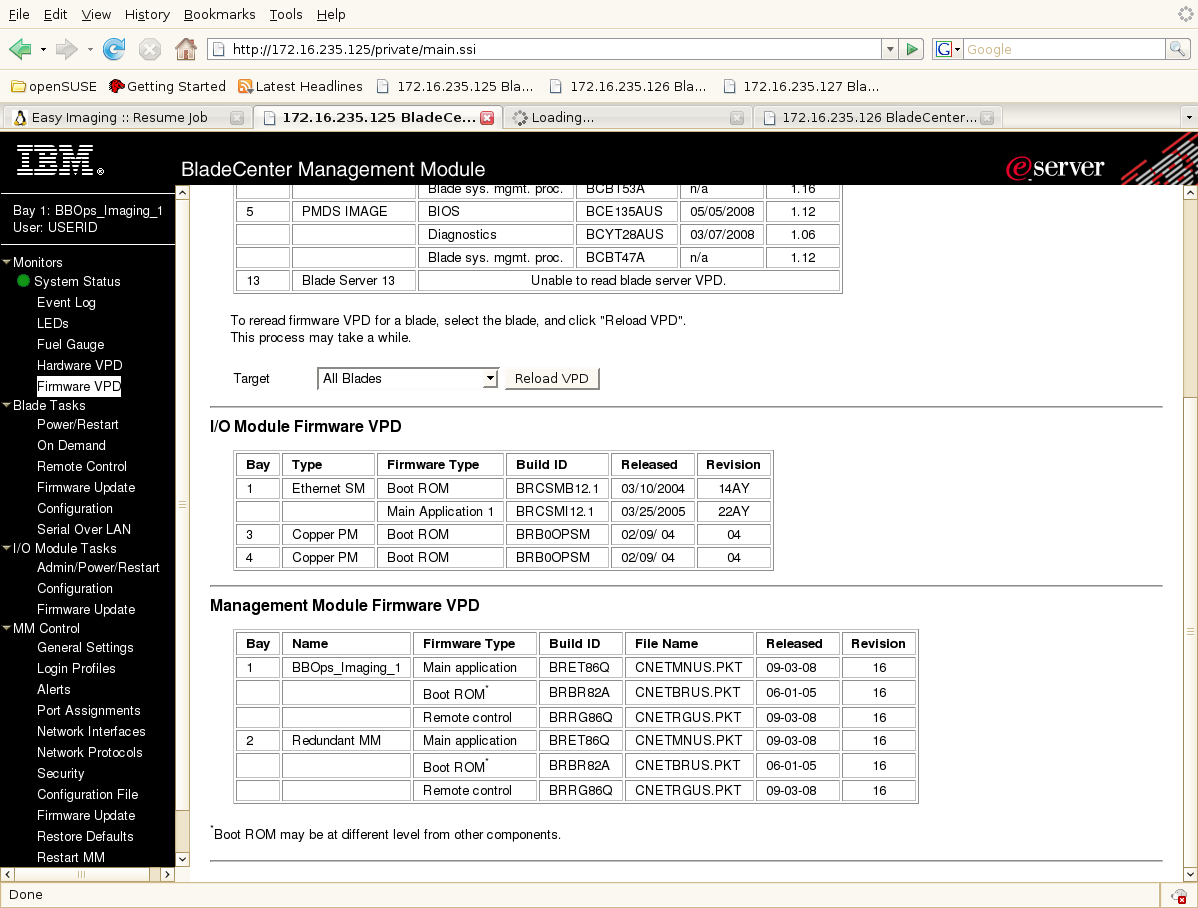 File Edit View History Bookmarks Tools Help
http://172.16.235.125/private/main.ssi
G Google
openSUSE Getting Started Latest Headlines 172.16.235.125 Bla... 172.16.235.126 Bla... 172.16.235.127 Bla...
Easy Imaging :: Resume Job 172.16.235.125 BladeCe... Loading... 172.16.235.126 BladeCenter...
IBM® BladeCenter Management Module @server
Bay 1: BBOps_Imaging_1
User: USERID
Monitors
System Status
Event Log
LEDs
Fuel Gauge
Hardware VPD
Firmware VPD
Blade Tasks
Power/Restart
On Demand
Remote Control
Firmware Update
Configuration
Serial Over LAN
I/O Module Tasks
Admin/Power/Restart
Configuration
Firmware Update
MM Control
General Settings
Login Profiles
Alerts
Port Assignments
Network Interfaces
Network Protocols
Security
Configuration File
Firmware Update
Restore Defaults
Restart MM
Blade sys. mgmt. proc. BCBT53A n/a 1.16
5 PMDS IMAGE BIOS BCE135AUS 05/05/2008 1.12
Diagnostics BCYT28AUS 03/07/2008 1.06
Blade sys. mgmt. proc. BCBT47A n/a 1.12
13 Blade Server 13 Unable to read blade server VPD.
To reread firmware VPD for a blade, select the blade, and click "Reload VPD".
This process may take a while.
Target All Blades Reload VPD
I/O Module Firmware VPD
Bay Type Firmware Type Build ID Released Revision
1 Ethernet SM Boot ROM BRCSMB12.1 03/10/2004 14AY
Main Application 1 BRCSMI12.1 03/25/2005 22AY
3 Copper PM Boot ROM BRB0OPSM 02/09/ 04 04
4 Copper PM Boot ROM BRB0OPSM 02/09/ 04 04
Management Module Firmware VPD
Bay Name Firmware Type Build ID File Name Released Revision
1 BBOps_Imaging_1 Main application BRET86Q CNETMNUS.PKT 09-03-08 16
Boot ROM* BRBR82A CNETBRUS.PKT 06-01-05 16
Remote control BRRG86Q CNETRGUS.PKT 09-03-08 16
2 Redundant MM Main application BRET86Q CNETMNUS.PKT 09-03-08 16
Boot ROM* BRBR82A CNETBRUS.PKT 06-01-05 16
Remote control BRRG86Q CNETRGUS.PKT 09-03-08 16
*Boot ROM may be at different level from other components.
Done